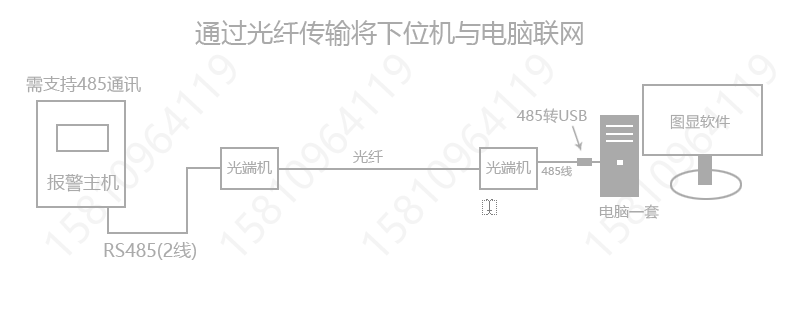 通过光纤传输将下位机与电脑联网
需支持485通讯
报警主机
RS485(2线)
光端机
光纤
光端机
485转USB
485线
电脑一套
图显软件
15810964119
15810964119
15810964119
15810964119